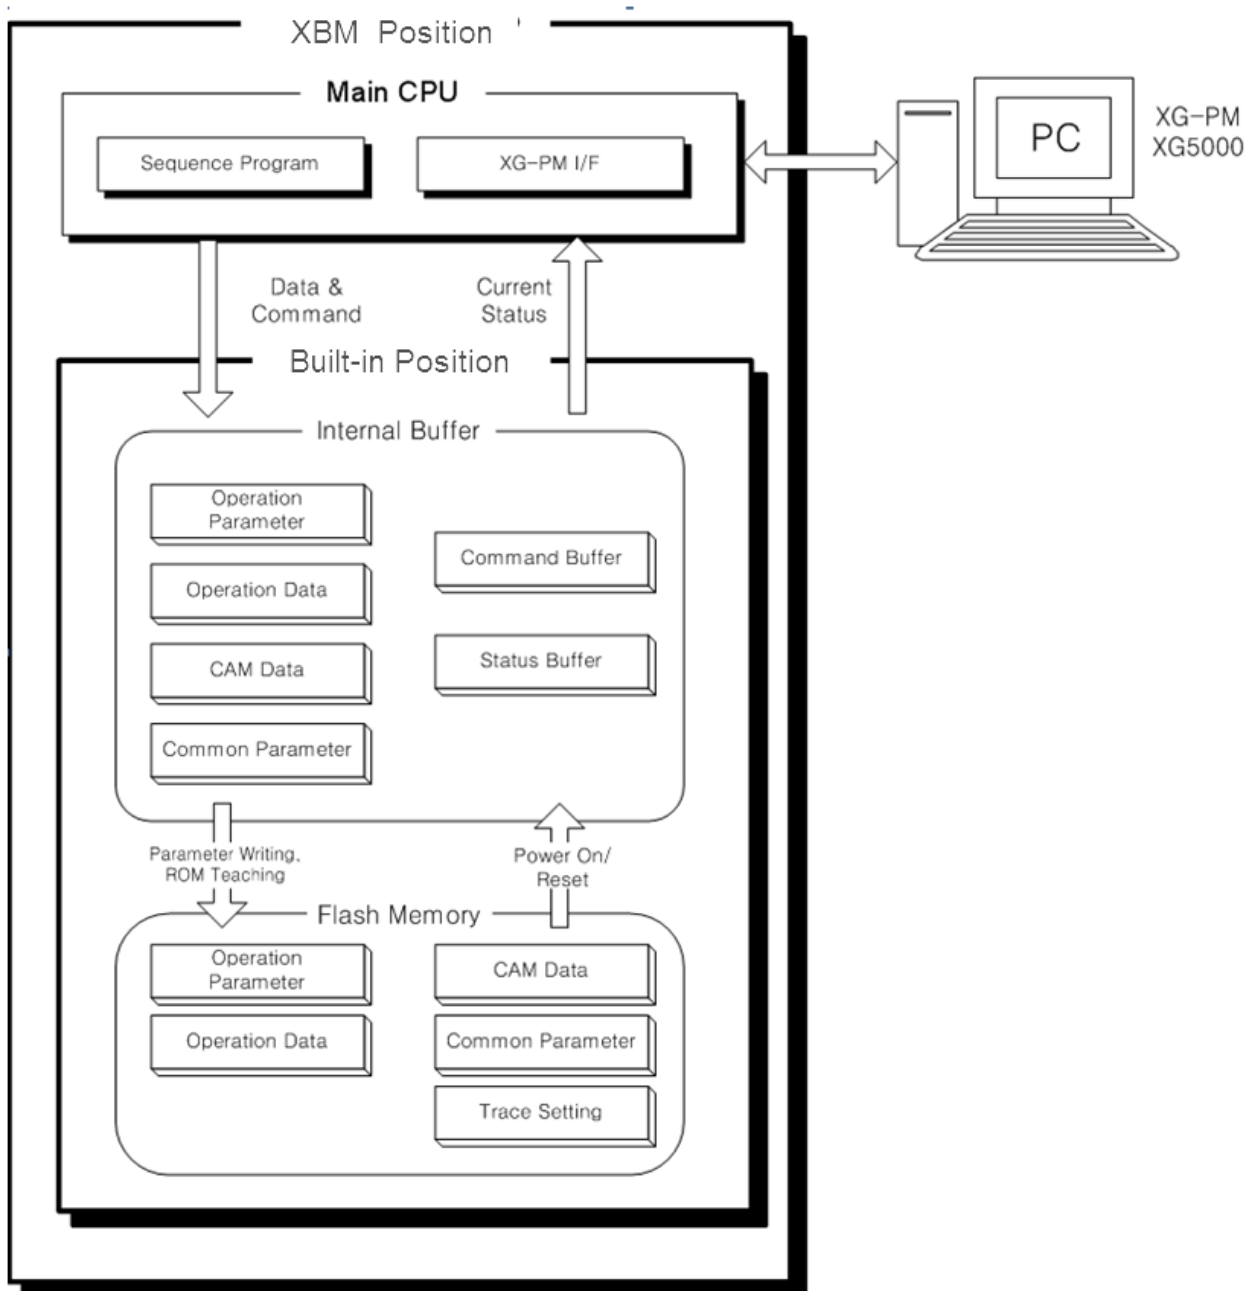 XBM Position
Main CPU
Sequence Program
XG-PM I/F
PC
XG-PM
XG5000
Data &
Command
Current
Status
Built-in Position
Internal Buffer
Operation
Parameter
Operation Data
CAM Data
Common Parameter
Command Buffer
Status Buffer
Parameter Writing,
ROM Teaching
Power On/
Reset
Flash Memory
Operation
Parameter
Operation Data
CAM Data
Common Parameter
Trace Setting